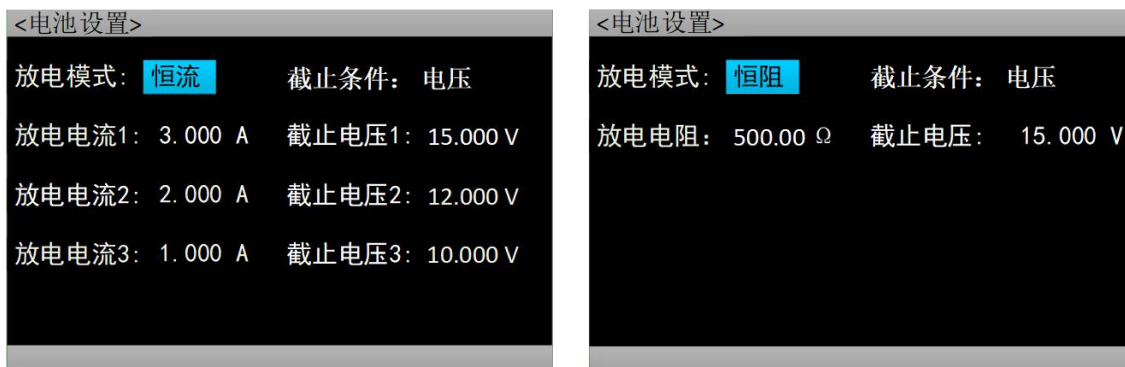 <电池设置>
放电模式: 恒流 截止条件: 电压
放电电流1: 3.000 A 截止电压1: 15.000 V
放电电流2: 2.000 A 截止电压2: 12.000 V
放电电流3: 1.000 A 截止电压3: 10.000 V
<电池设置>
放电模式: 恒阻 截止条件: 电压
放电电阻: 500.00 Ω 截止电压: 15.000 V